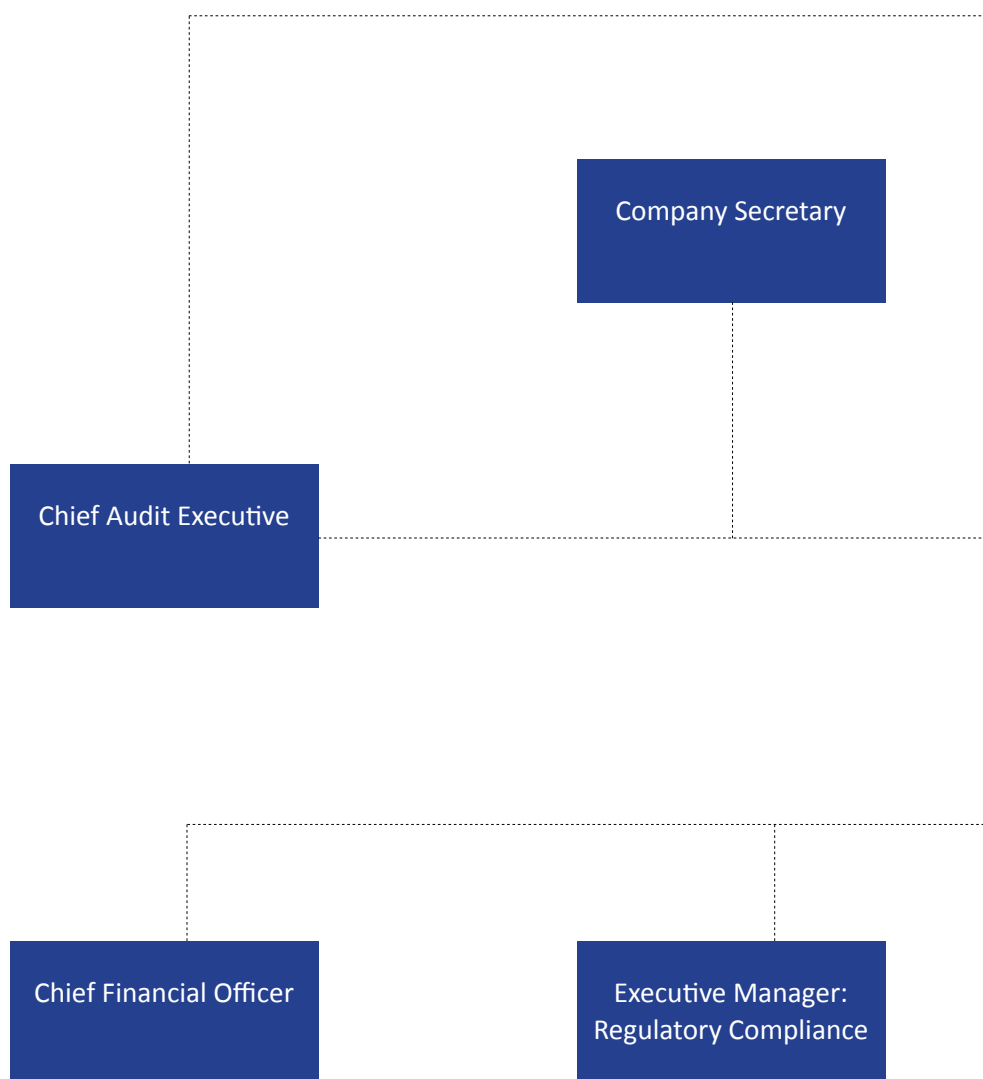 Company Secretary
Chief Audit Executive
Chief Financial Officer
Executive Manager:
Regulatory Compliance